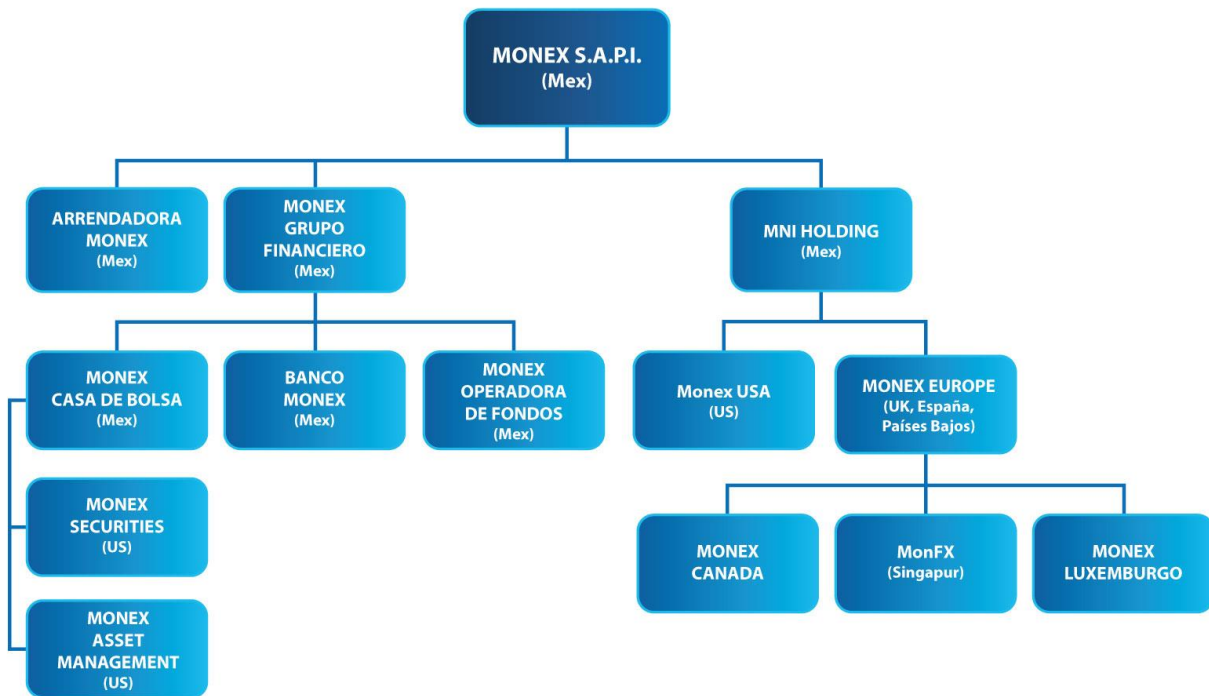 MONEX S.A.P.I.
(Mex)
ARRENDADORA
MONEX
(Mex)
MONEX
GRUPO
FINANCIERO
(Mex)
MNI HOLDING
(Mex)
MONEX
CASA DE BOLSA
(Mex)
BANCO
MONEX
(Mex)
MONEX
OPERADORA
DE FONDOS
(Mex)
Monex USA
(US)
MONEX EUROPE
(UK, España,
Países Bajos)
MONEX
SECURITIES
(US)
MONEX
CANADA
MonFX
(Singapur)
MONEX
LUXEMBURGO
MONEX
ASSET
MANAGEMENT
(US)